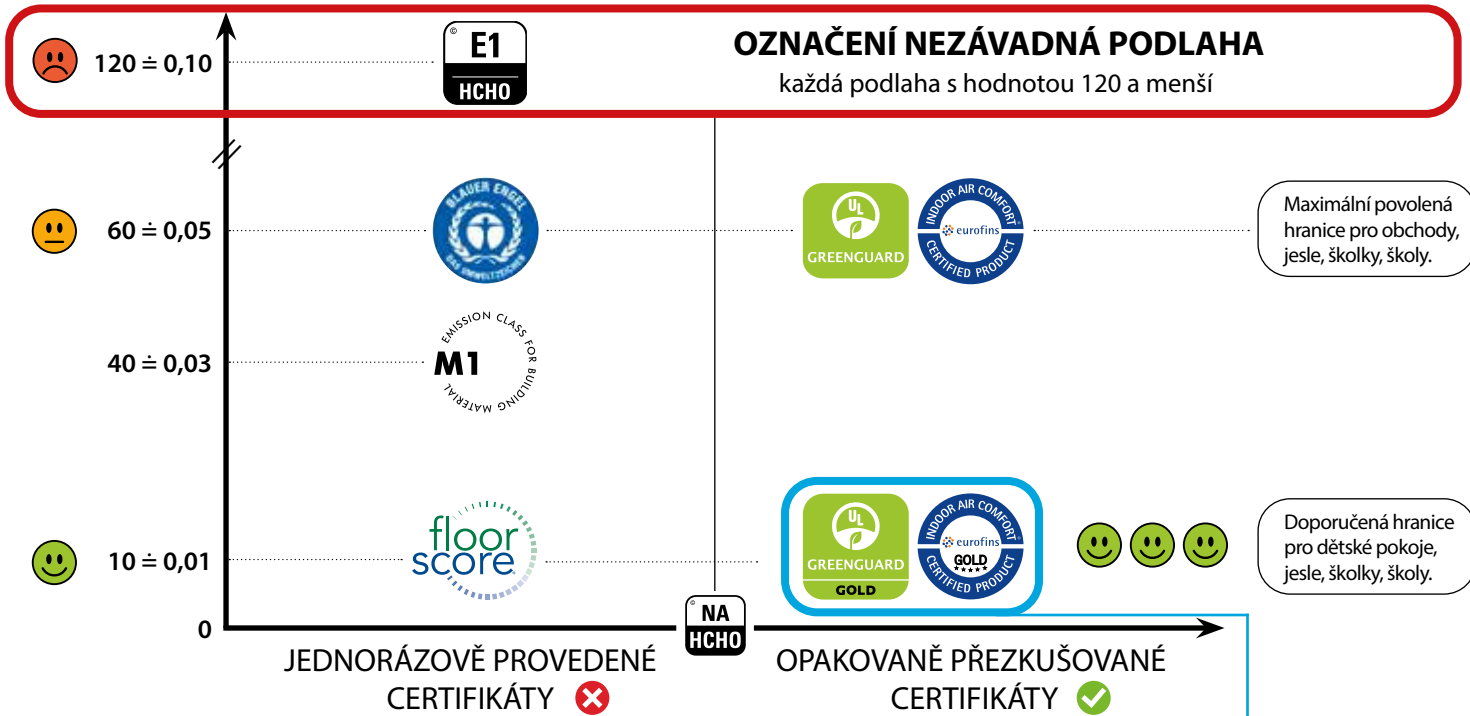 ©
E1
HCHO
OZNAČENÍ NEZÁVADNÁ PODLAHA
každá podlaha s hodnotou 120 a menší
120 ≐ 0,10
60 ≐ 0,05
BLAUER ENGEL
DAS UMWELTZEICHEN
UL
GREENGUARD
INDOOR AIR COMFORT
eurofins
CERTIFIED PRODUCT
Maximální povolená
hranice pro obchody,
jesle, školky, školy.
40 ≐ 0,03
M1
EMISSION CLASS FOR BUILDING MATERIAL
10 ≐ 0,01
floor
score
UL
GREENGUARD
GOLD
INDOOR AIR COMFORT
eurofins
GOLD
CERTIFIED PRODUCT
Doporučená hranice
pro dětské pokoje,
jesle, školky, školy.
0
©
NA
HCHO
JEDNORÁZOVĚ PROVEDENÉ
CERTIFIKÁTY
OPAKOVANĚ PŘEZKUŠOVANÉ
CERTIFIKÁTY